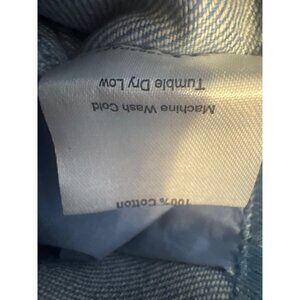 100% Cotton
Machine Wash Cold
Tumble Dry Low